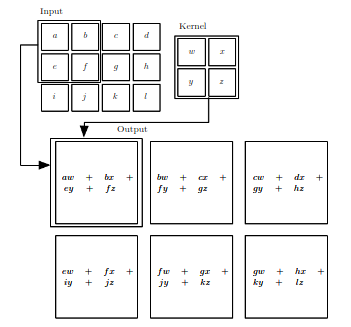 Input
Kernel
a b c d
w x
e f g h
y z
i j k l
Output
aw + bx +
ey + fz
bw + cx +
fy + gz
cw + dx +
gy + hz
ew + fx +
iy + jz
fw + gx +
jy + kz
gw + hx +
ky + lz